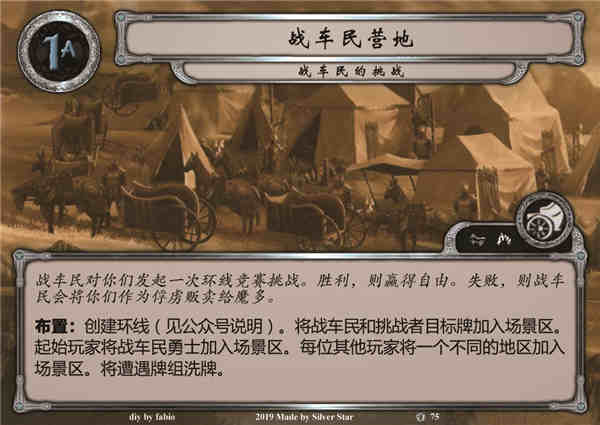 1A
战车民营地
战车民的挑战
战车民对你们发起一次环线竞赛挑战。胜利，则赢得自由。失败，则战车
民会将你们作为俘虏贩卖给魔多。
布置：创建环线（见公众号说明）。将战车民和挑战者目标牌加入场景区。
起始玩家将战车民勇士加入场景区。每位其他玩家将一个不同的地区加入
场景区。将遭遇牌组洗牌。
diy by fabio 2019 Made by Silver Star 75